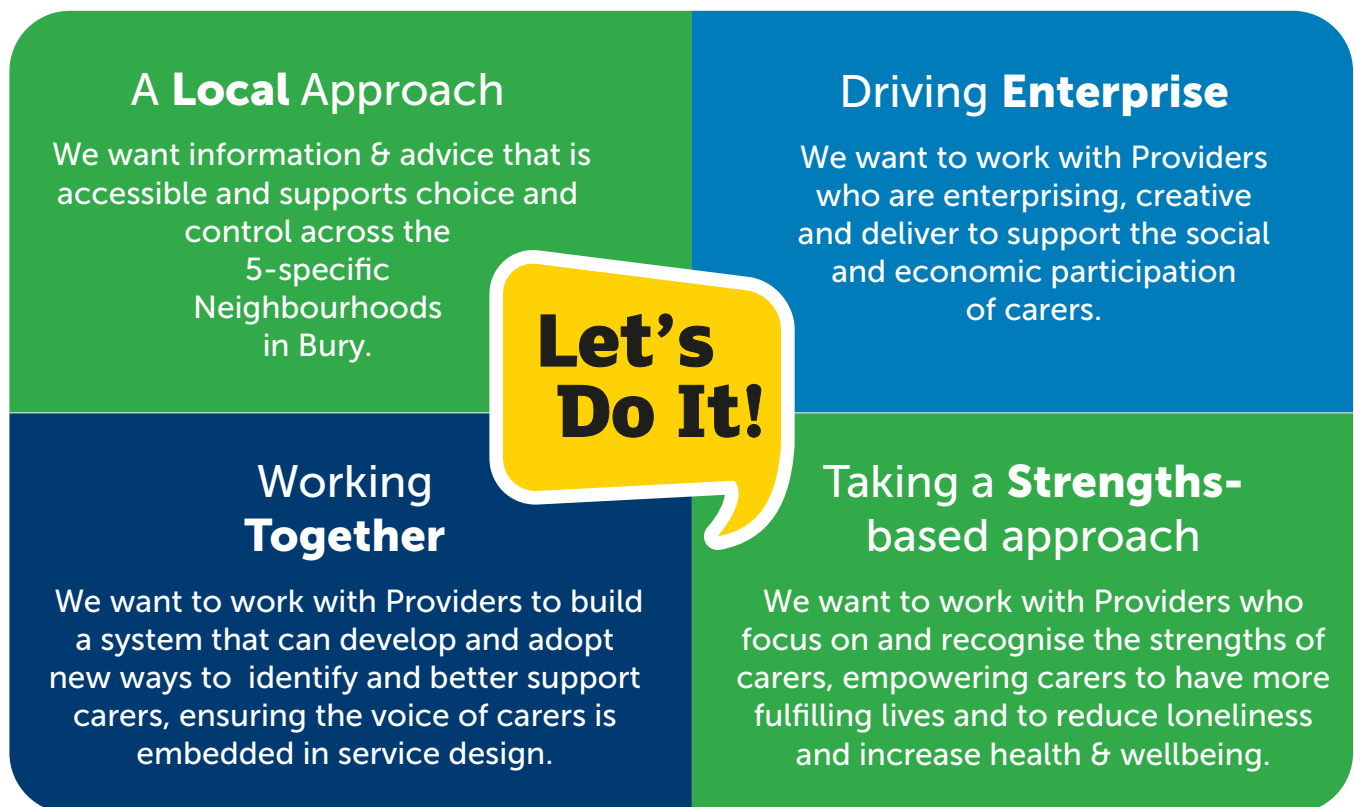 A Local Approach
We want information & advice that is
accessible and supports choice and
control across the
5-specific
Neighbourhoods
in Bury.
Driving Enterprise
We want to work with Providers
who are enterprising, creative
and deliver to support the social
and economic participation
of carers.
Let's
Do It!
Working
Together
We want to work with Providers to build
a system that can develop and adopt
new ways to  identify and better support
carers, ensuring the voice of carers is
embedded in service design.
Taking a Strengths-
based approach
We want to work with Providers who
focus on and recognise the strengths of
carers, empowering carers to have more
fulfilling lives and to reduce loneliness
and increase health & wellbeing.